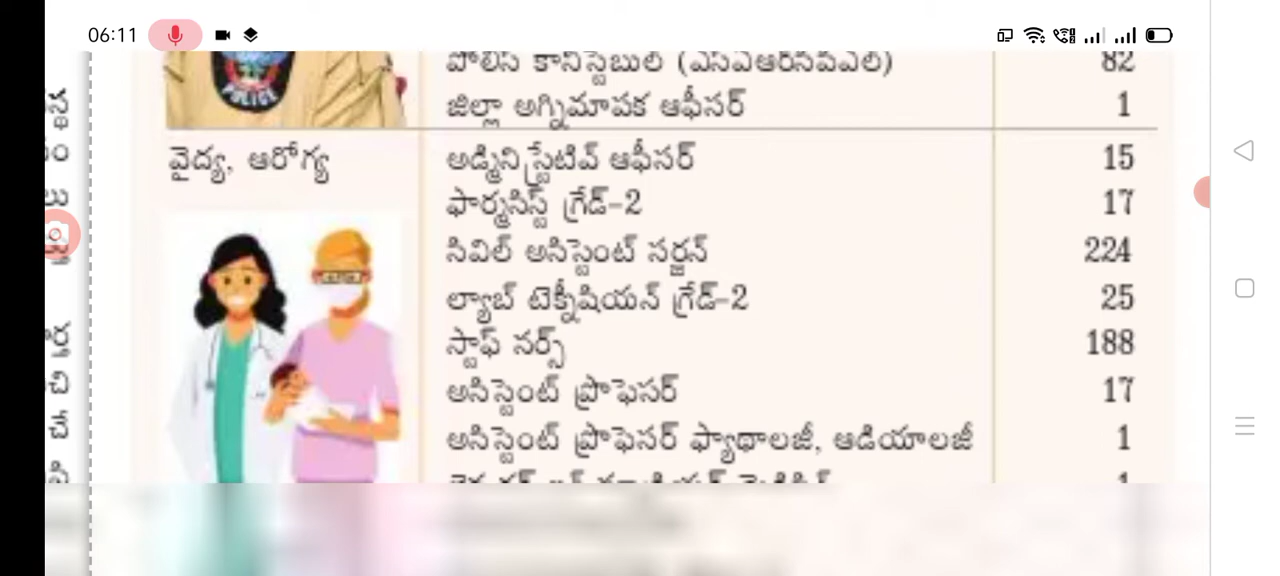 06:11
POLICE
పోలీస్ కానిస్టేబుల్ (ఎస్ఏఆర్‌సీపీఎల్) 82
జిల్లా అగ్నిమాపక ఆఫీసర్ 1
వైద్య, ఆరోగ్య
అడ్మినిస్ట్రేటివ్ ఆఫీసర్ 15
ఫార్మసిస్ట్ గ్రేడ్-2 17
సివిల్ అసిస్టెంట్ సర్జన్ 224
ల్యాబ్ టెక్నీషియన్ గ్రేడ్-2 25
స్టాఫ్ నర్స్ 188
అసిస్టెంట్ ప్రొఫెసర్ 17
అసిస్టెంట్ ప్రొఫెసర్ ఫ్యాథాలజీ, ఆడియాలజీ 1